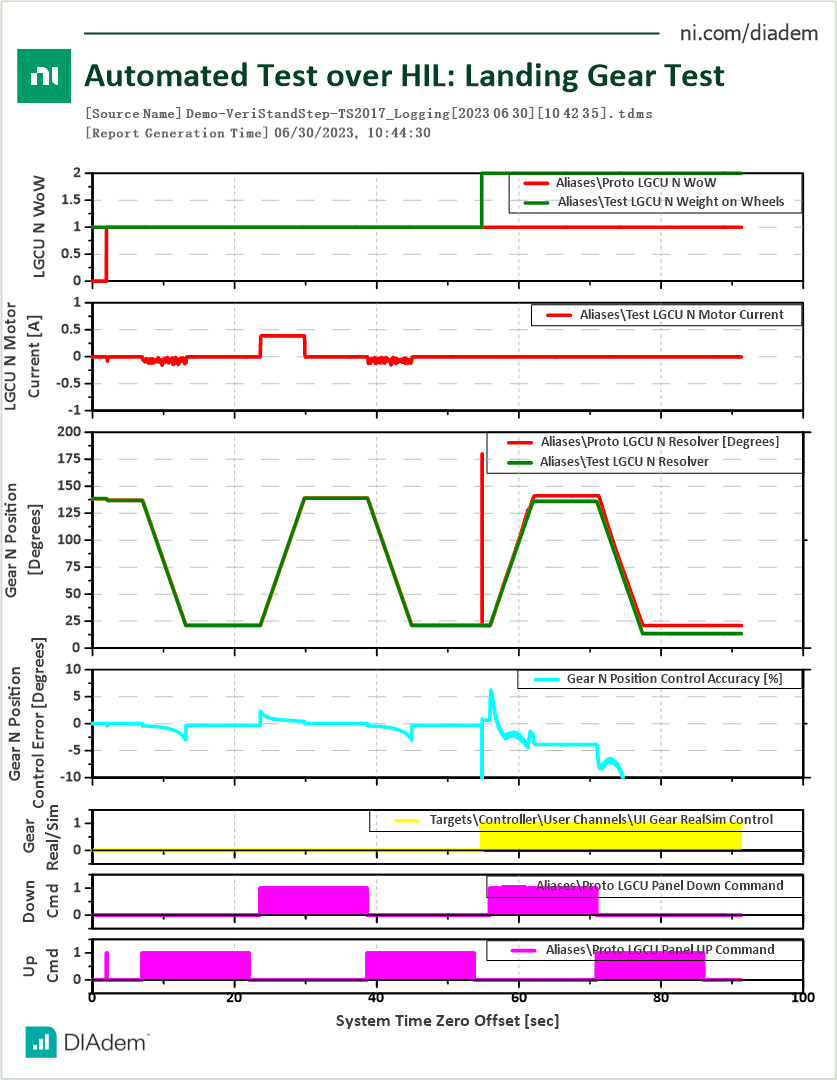 ni.com/diadem
ni
Automated Test over HIL: Landing Gear Test
[Source Name] Demo-VeriStandStep-TS2017_Logging[2023 06 30][10 42 35]. tdms
[Report Generation Time] 06/30/2023, 10:44:30
LGCU N WoW
2
1.5
1
0.5
0
Aliases\Proto LGCU N WoW
Aliases\Test LGCU N Weight on Wheels
LGCU N Motor
Current [A]
1
0.5
0
-0.5
-1
Aliases\Test LGCU N Motor Current
Gear N Position
[Degrees]
200
175
150
125
100
75
50
25
0
Aliases\Proto LGCU N Resolver [Degrees]
Aliases\Test LGCU N Resolver
Gear N Position
Control Error [Degrees]
10
5
0
-5
-10
Gear N Position Control Accuracy [%]
Gear
Real/Sim
1
0
Targets\Controller\User Channels\UI Gear RealSim Control
Down
Cmd
1
0
Aliases\Proto LGCU Panel Down Command
Up
Cmd
1
0
Aliases\Proto LGCU Panel UP Command
0 20 40 60 80 100
System Time Zero Offset [sec]
DIAdem™